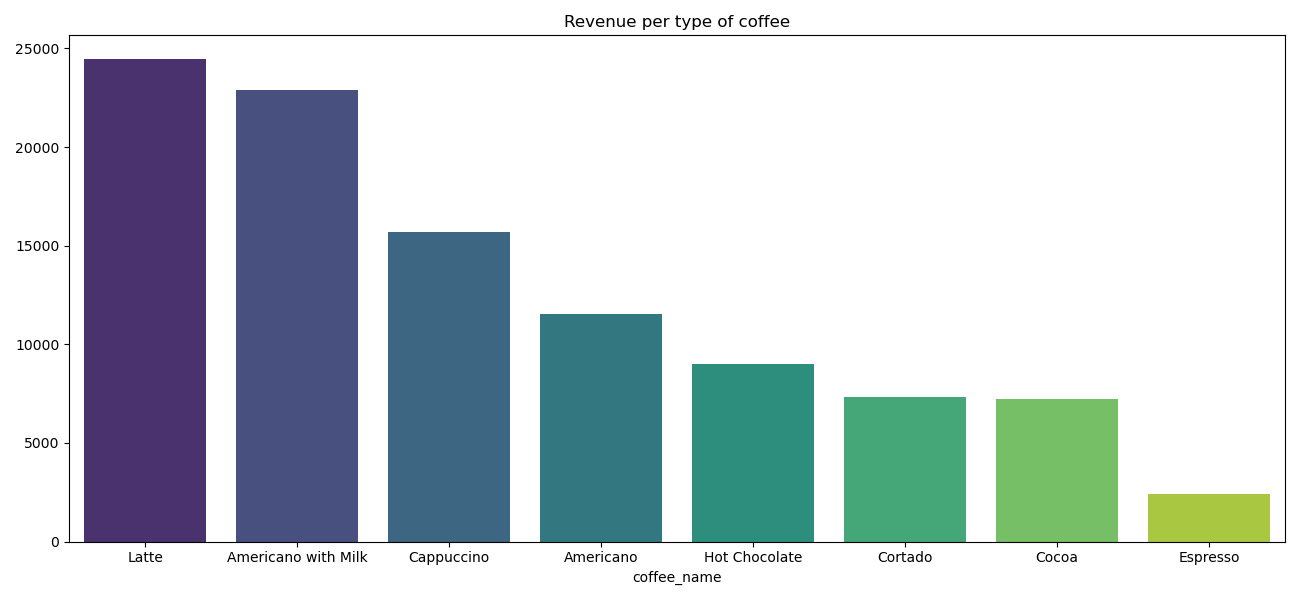 Revenue per type of coffee
25000
20000
15000
10000
5000
0
Latte Americano with Milk Cappuccino Americano Hot Chocolate Cortado Cocoa Espresso
coffee_name